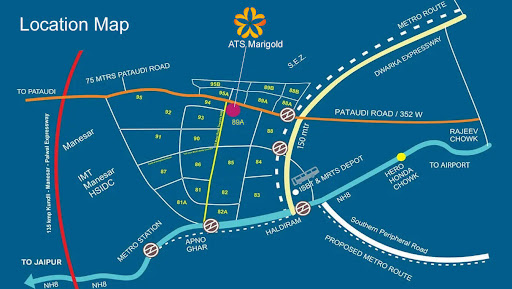 Location Map
ATS Marigold
METRO ROUTE
S.E.Z.
DWARKA EXPRESSWAY
75 MTRS PATAUDI ROAD
TO PATAUDI
95B
95A
89B
88B
89A
88A
95
94
92
93
91
90
89A
PATAUDI ROAD / 352 W
150 mtr
RAJEEV
CHOWK
TO AIRPORT
135 kmp Kundli - Manesar - Palwal Expressway
Manesar
IMT
Manesar
HSIDC
87
86
85
84
83
81
82
81A
82A
ISBT & MRTS DEPOT
HERO
HONDA
CHOWK
NH8
HALDIRAM
APNO
GHAR
METRO STATION
Southern Peripheral Road
PROPOSED METRO ROUTE
TO JAIPUR
NH8
NH8